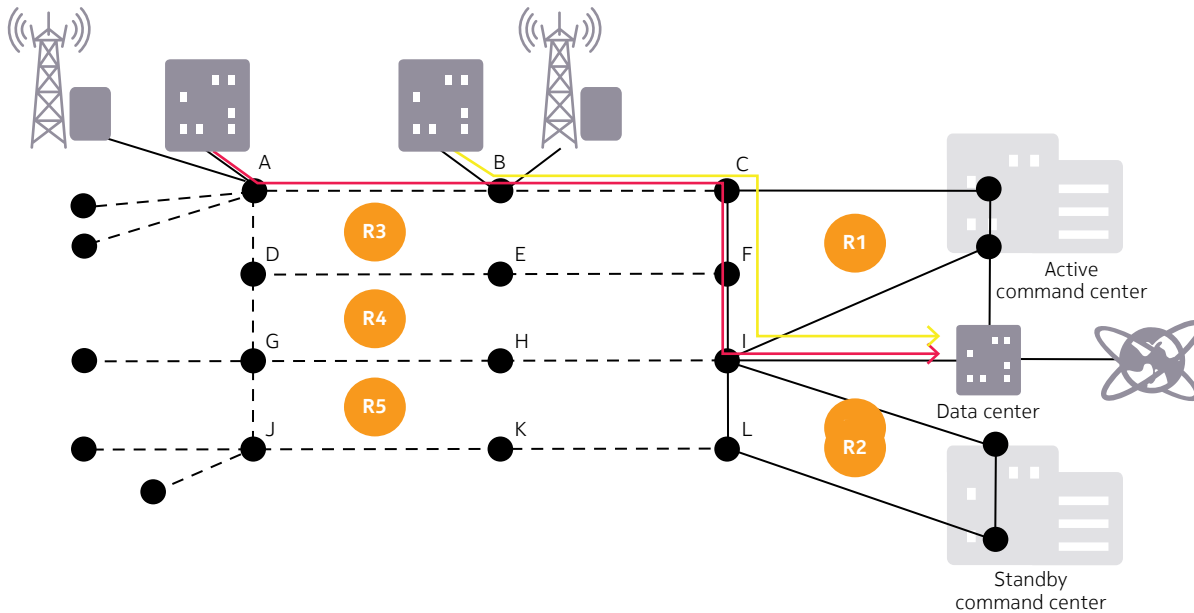 A
B
C
R3
R1
D
E
F
Active
command center
R4
G
H
I
R5
Data center
R2
J
K
L
Standby
command center